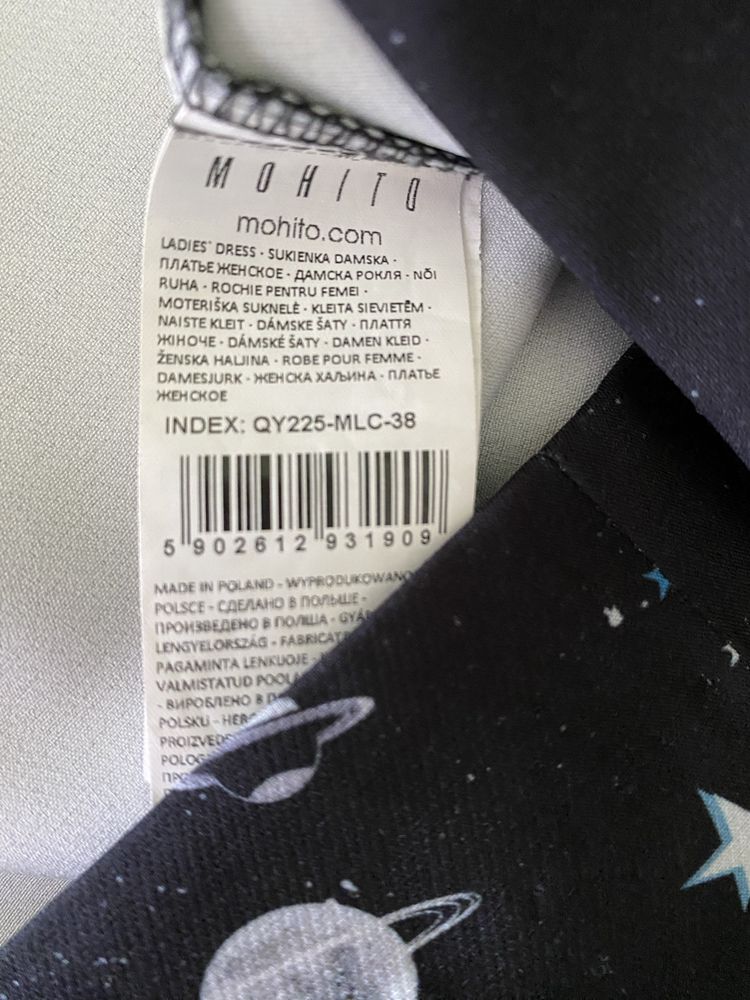 MOHITO
mohito.com
LADIES' DRESS · SUKIENKA DAMSKA ·
ПЛАТЬЕ ЖЕНСКОЕ · ДАМСКА РОКЛЯ · NŐI
RUHA · ROCHIE PENTRU FEMEI ·
MOTERIŠKA SUKNELĖ · KLEITA SIEVIETĒM ·
NAISTE KLEIT · DÁMSKE ŠATY · ПЛАТТЯ
ЖІНОЧЕ · DÁMSKÉ ŠATY · DAMEN KLEID ·
ŽENSKA HALJINA · ROBE POUR FEMME ·
DAMESJURK · ЖЕНСКА ХАЉИНА · ПЛАТЬЕ
ЖЕНСКОЕ
INDEX: QY225-MLC-38
5 902612 931909
MADE IN POLAND - WYPRODUKOWANO
POLSCE - СДЕЛАНО В ПОЛЬШЕ -
ПРОИЗВЕДЕНО В ПОЛША -
LENGYELORSZÁG -
PAGAMINTA LENKIJOJE -
VALMISTATUD
- ВИРОБЛЕНО В
POLSKU -